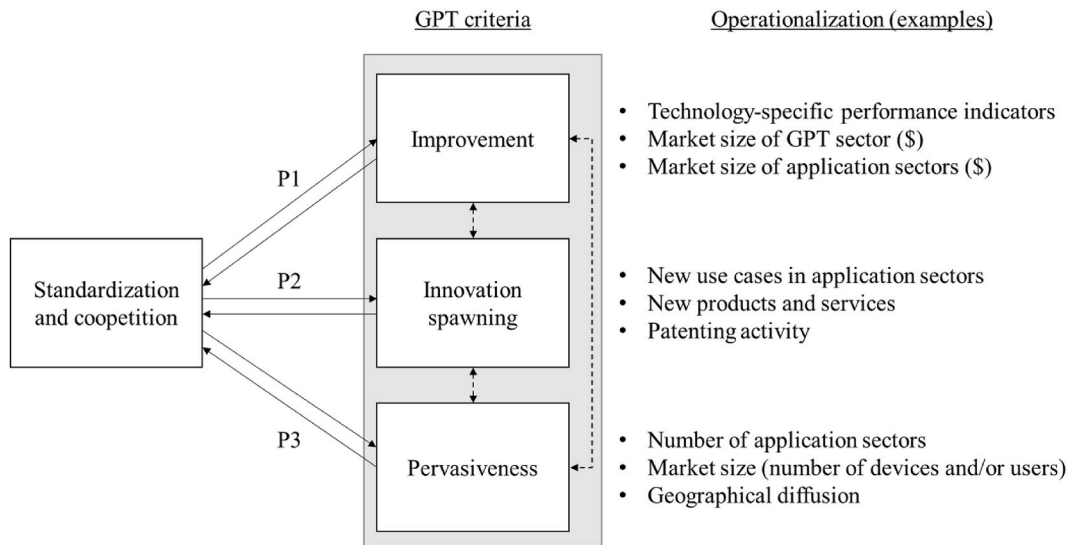 GPT criteria
Operationalization (examples)
Improvement
• Technology-specific performance indicators
• Market size of GPT sector ($)
• Market size of application sectors ($)
P1
Standardization
and coopetition
P2
Innovation
spawning
• New use cases in application sectors
• New products and services
• Patenting activity
P3
Pervasiveness
• Number of application sectors
• Market size (number of devices and/or users)
• Geographical diffusion